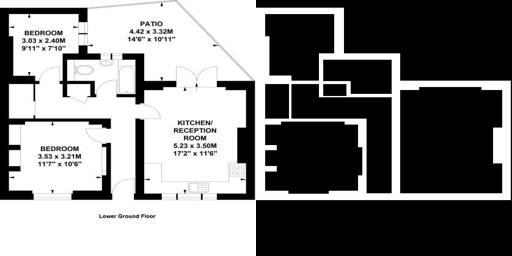 PATIO
4.42 x 3.32M
14'6" x 10'11"
BEDROOM
3.03 x 2.40M
9'11" x 7'10"
KITCHEN/
RECEPTION
ROOM
5.23 x 3.50M
17'2" x 11'6"
BEDROOM
3.53 x 3.21M
11'7" x 10'6"
Lower Ground Floor